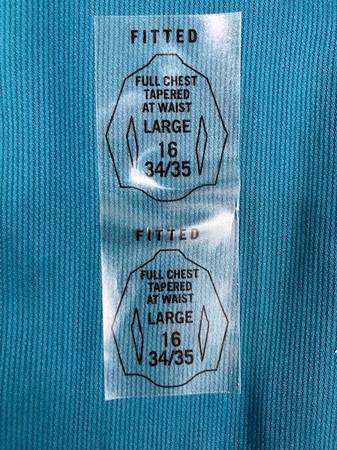 FITTED
FULL CHEST
TAPERED
AT WAIST
LARGE
16
34/35
FITTED
FULL CHEST
TAPERED
AT WAIST
LARGE
16
34/35